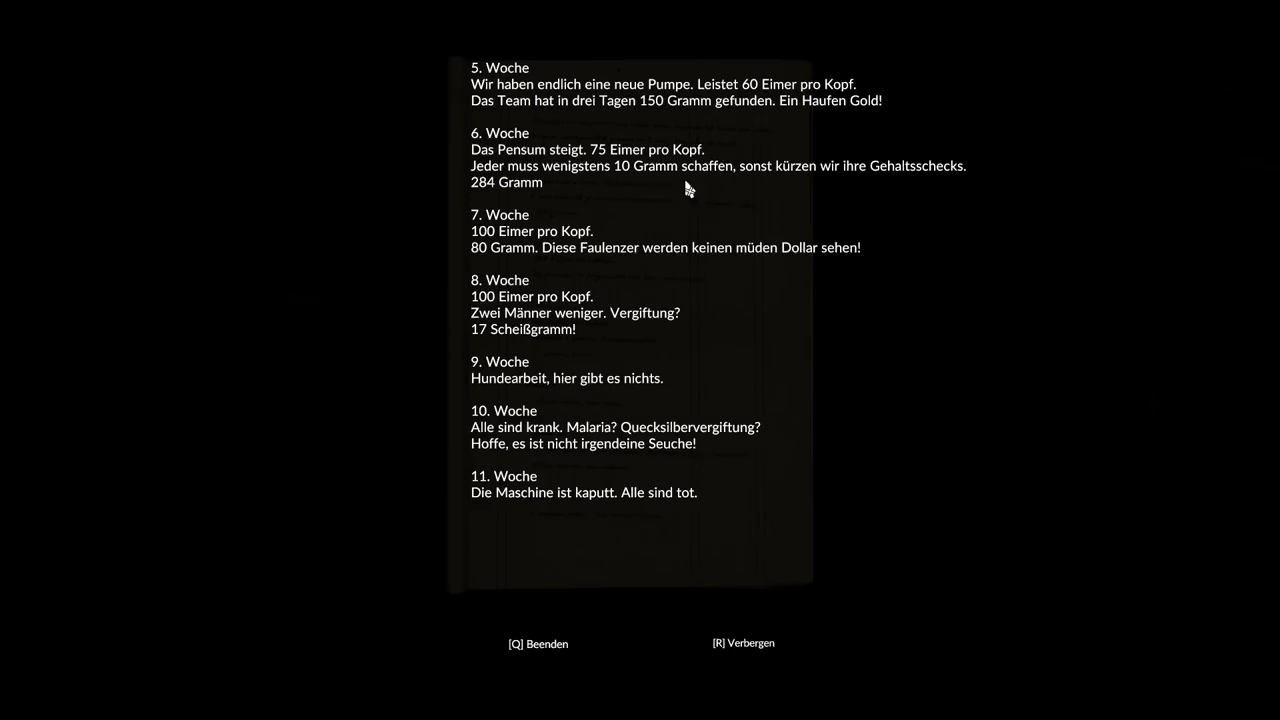 5. Woche
Wir haben endlich eine neue Pumpe. Leistet 60 Eimer pro Kopf.
Das Team hat in drei Tagen 150 Gramm gefunden. Ein Haufen Gold!
6. Woche
Das Pensum steigt. 75 Eimer pro Kopf.
Jeder muss wenigstens 10 Gramm schaffen, sonst kürzen wir ihre Gehaltsschecks.
284 Gramm
7. Woche
100 Eimer pro Kopf.
80 Gramm. Diese Faulenzer werden keinen müden Dollar sehen!
8. Woche
100 Eimer pro Kopf.
Zwei Männer weniger. Vergiftung?
17 Scheißgramm!
9. Woche
Hundearbeit, hier gibt es nichts.
10. Woche
Alle sind krank. Malaria? Quecksilbervergiftung?
Hoffe, es ist nicht irgendeine Seuche!
11. Woche
Die Maschine ist kaputt. Alle sind tot.
[Q] Beenden
[R] Verbergen